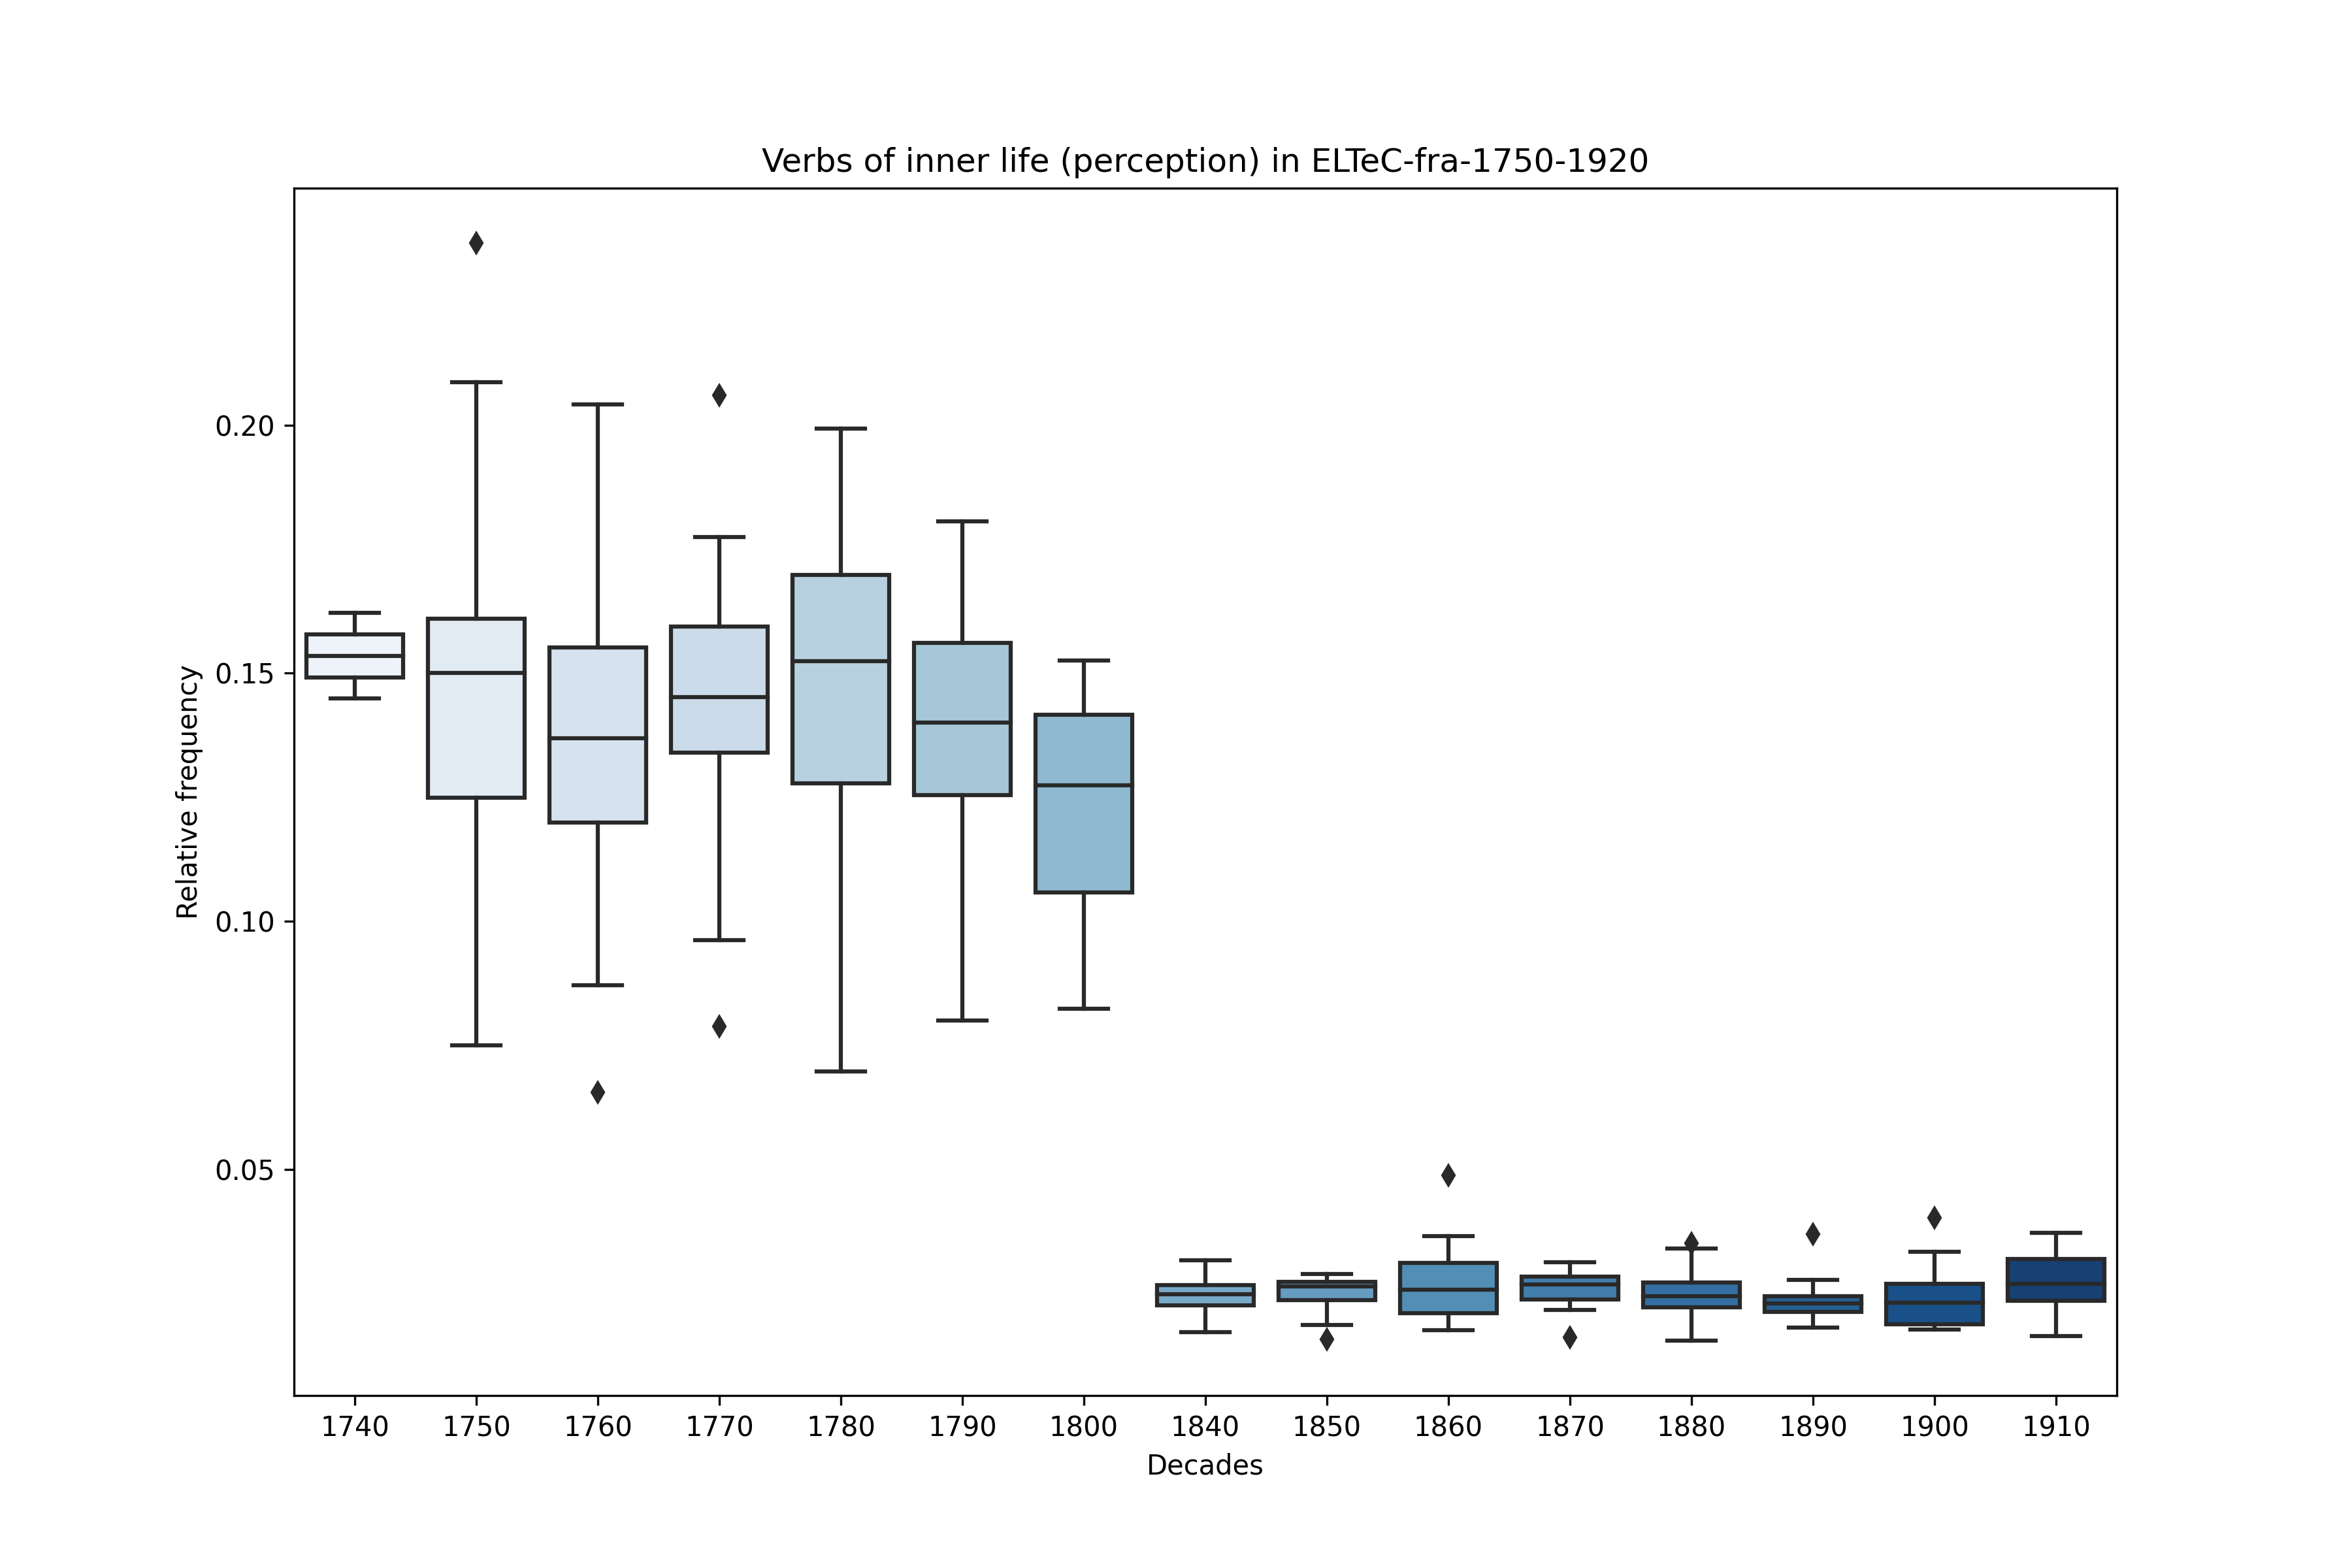 Verbs of inner life (perception) in ELTeC-fra-1750-1920
Relative frequency
0.20
0.15
0.10
0.05
1740 1750 1760 1770 1780 1790 1800 1840 1850 1860 1870 1880 1890 1900 1910
Decades